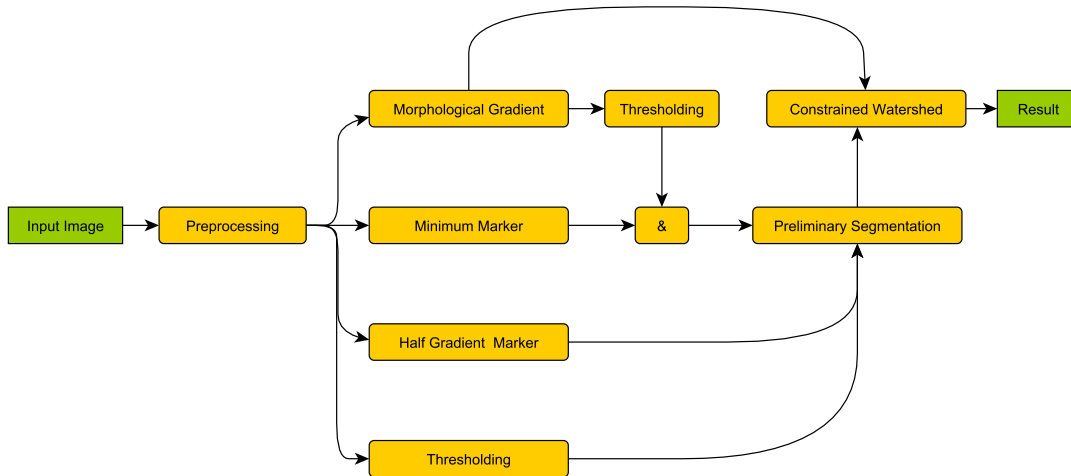 Morphological Gradient
Thresholding
Constrained Watershed
Result
Input Image
Preprocessing
Minimum Marker
&
Preliminary Segmentation
Half Gradient  Marker
Thresholding